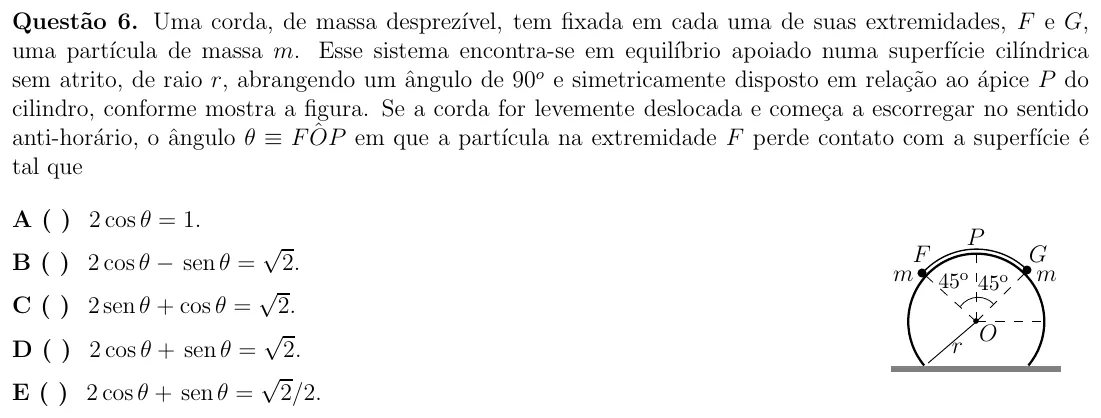 Questão 6. Uma corda, de massa desprezível, tem fixada em cada uma de suas extremidades, F e G,
uma partícula de massa m. Esse sistema encontra-se em equilíbrio apoiado numa superfície cilíndrica
sem atrito, de raio r, abrangendo um ângulo de 90º e simetricamente disposto em relação ao ápice P do
cilindro, conforme mostra a figura. Se a corda for levemente deslocada e começa a escorregar no sentido
anti-horário, o ângulo θ ≡ FÔP em que a partícula na extremidade F perde contato com a superfície é
tal que
A ( ) 2 cos θ = 1.
B ( ) 2 cos θ − sen θ = √2.
C ( ) 2 sen θ + cos θ = √2.
D ( ) 2 cos θ + sen θ = √2.
E ( ) 2 cos θ + sen θ = √2/2.
P
F G
m 45º 45º m
O
r